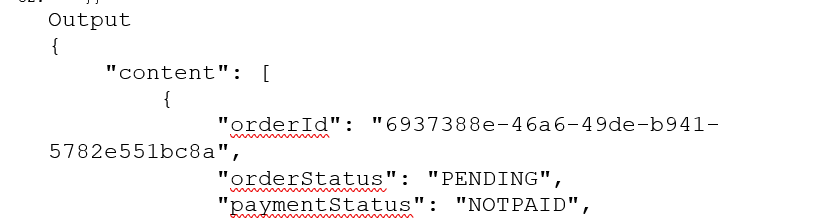 Output
{
"content": [
{
"orderId": "6937388e-46a6-49de-b941-
5782e551bc8a",
"orderStatus": "PENDING",
"paymentStatus": "NOTPAID",